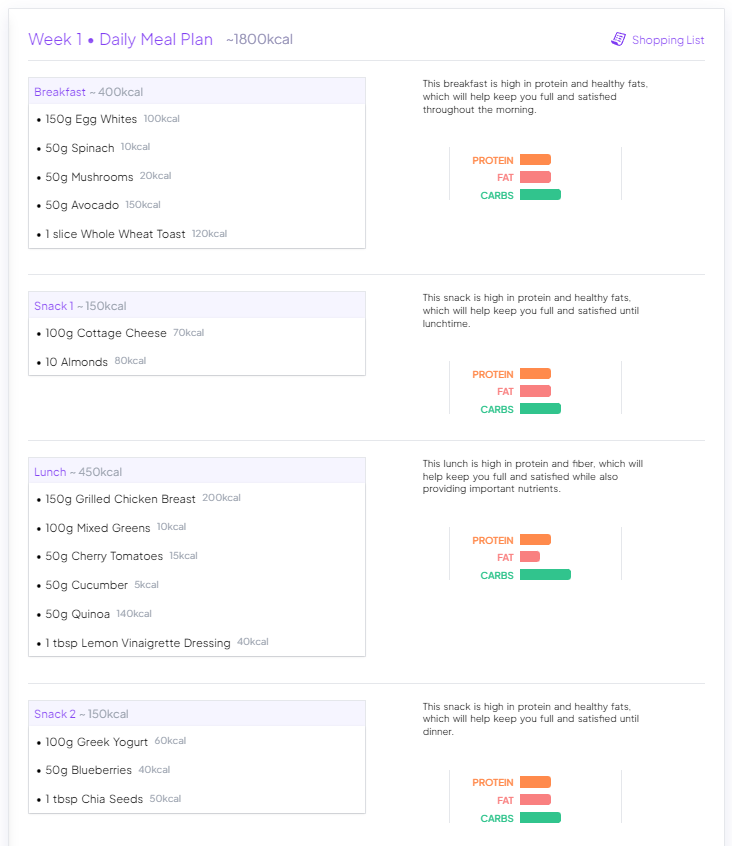 Week 1 • Daily Meal Plan ~1800kcal
Shopping List
Breakfast ~ 400kcal
• 150g Egg Whites 100kcal
• 50g Spinach 10kcal
• 50g Mushrooms 20kcal
• 50g Avocado 150kcal
• 1 slice Whole Wheat Toast 120kcal
This breakfast is high in protein and healthy fats,
which will help keep you full and satisfied
throughout the morning.
PROTEIN
FAT
CARBS
Snack 1 ~ 150kcal
• 100g Cottage Cheese 70kcal
• 10 Almonds 80kcal
This snack is high in protein and healthy fats,
which will help keep you full and satisfied until
lunchtime.
PROTEIN
FAT
CARBS
Lunch ~ 450kcal
• 150g Grilled Chicken Breast 200kcal
• 100g Mixed Greens 10kcal
• 50g Cherry Tomatoes 15kcal
• 50g Cucumber 5kcal
• 50g Quinoa 140kcal
• 1 tbsp Lemon Vinaigrette Dressing 40kcal
This lunch is high in protein and fiber, which will
help keep you full and satisfied while also
providing important nutrients.
PROTEIN
FAT
CARBS
Snack 2 ~ 150kcal
• 100g Greek Yogurt 60kcal
• 50g Blueberries 40kcal
• 1 tbsp Chia Seeds 50kcal
This snack is high in protein and healthy fats,
which will help keep you full and satisfied until
dinner.
PROTEIN
FAT
CARBS